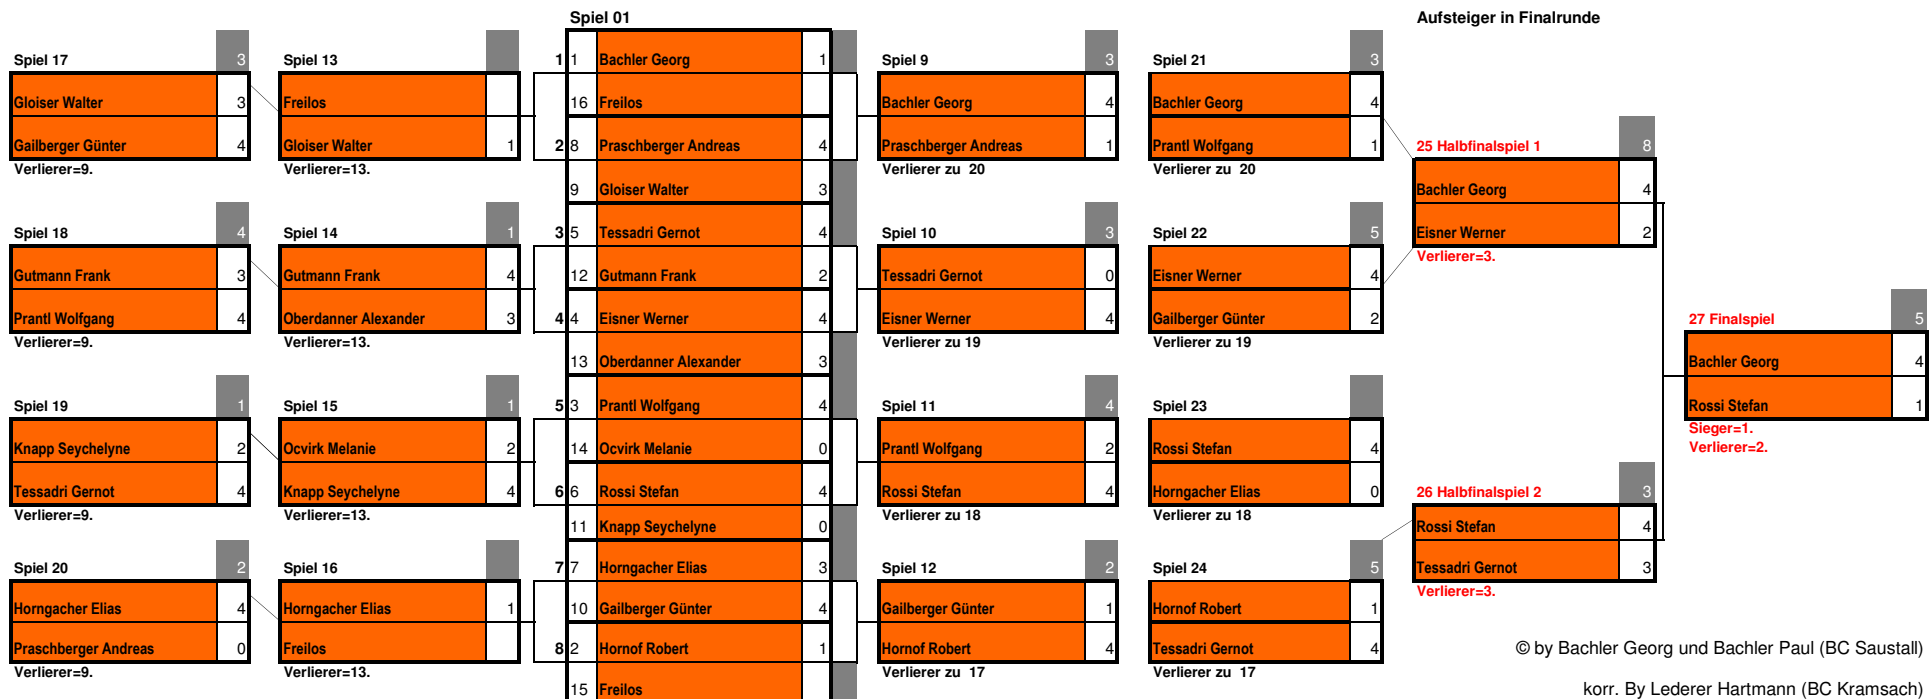 Spiel 01
Aufsteiger in Finalrunde
Spiel 17 3
Gloiser Walter 3
Gailberger Günter 4
Verlierer=9.
Spiel 18 4
Gutmann Frank 3
Prantl Wolfgang 4
Verlierer=9.
Spiel 19 1
Knapp Seychelyne 2
Tessadri Gernot 4
Verlierer=9.
Spiel 20 2
Horngacher Elias 4
Praschberger Andreas 0
Verlierer=9.
Spiel 13
Freilos
Gloiser Walter 1
Verlierer=13.
Spiel 14 1
Gutmann Frank 4
Oberdanner Alexander 3
Verlierer=13.
Spiel 15 1
Ocvirk Melanie 2
Knapp Seychelyne 4
Verlierer=13.
Spiel 16
Horngacher Elias 1
Freilos
Verlierer=13.
1 1 Bachler Georg 1
16 Freilos
2 8 Praschberger Andreas 4
9 Gloiser Walter 3
3 5 Tessadri Gernot 4
12 Gutmann Frank 2
4 4 Eisner Werner 4
13 Oberdanner Alexander 3
5 3 Prantl Wolfgang 4
14 Ocvirk Melanie 0
6 6 Rossi Stefan 4
11 Knapp Seychelyne 0
7 7 Horngacher Elias 3
10 Gailberger Günter 4
8 2 Hornof Robert 1
15 Freilos
Spiel 9 3
Bachler Georg 4
Praschberger Andreas 1
Verlierer zu 20
Spiel 10 3
Tessadri Gernot 0
Eisner Werner 4
Verlierer zu 19
Spiel 11 4
Prantl Wolfgang 2
Rossi Stefan 4
Verlierer zu 18
Spiel 12 2
Gailberger Günter 1
Hornof Robert 4
Verlierer zu 17
Spiel 21 3
Bachler Georg 4
Prantl Wolfgang 1
Verlierer zu 20
Spiel 22 5
Eisner Werner 4
Gailberger Günter 2
Verlierer zu 19
Spiel 23
Rossi Stefan 4
Horngacher Elias 0
Verlierer zu 18
Spiel 24 5
Hornof Robert 1
Tessadri Gernot 4
Verlierer zu 17
25 Halbfinalspiel 1 8
Bachler Georg 4
Eisner Werner 2
Verlierer=3.
26 Halbfinalspiel 2 3
Rossi Stefan 4
Tessadri Gernot 3
Verlierer=3.
27 Finalspiel 5
Bachler Georg 4
Rossi Stefan 1
Sieger=1.
Verlierer=2.
© by Bachler Georg und Bachler Paul (BC Saustall)
korr. By Lederer Hartmann (BC Kramsach)